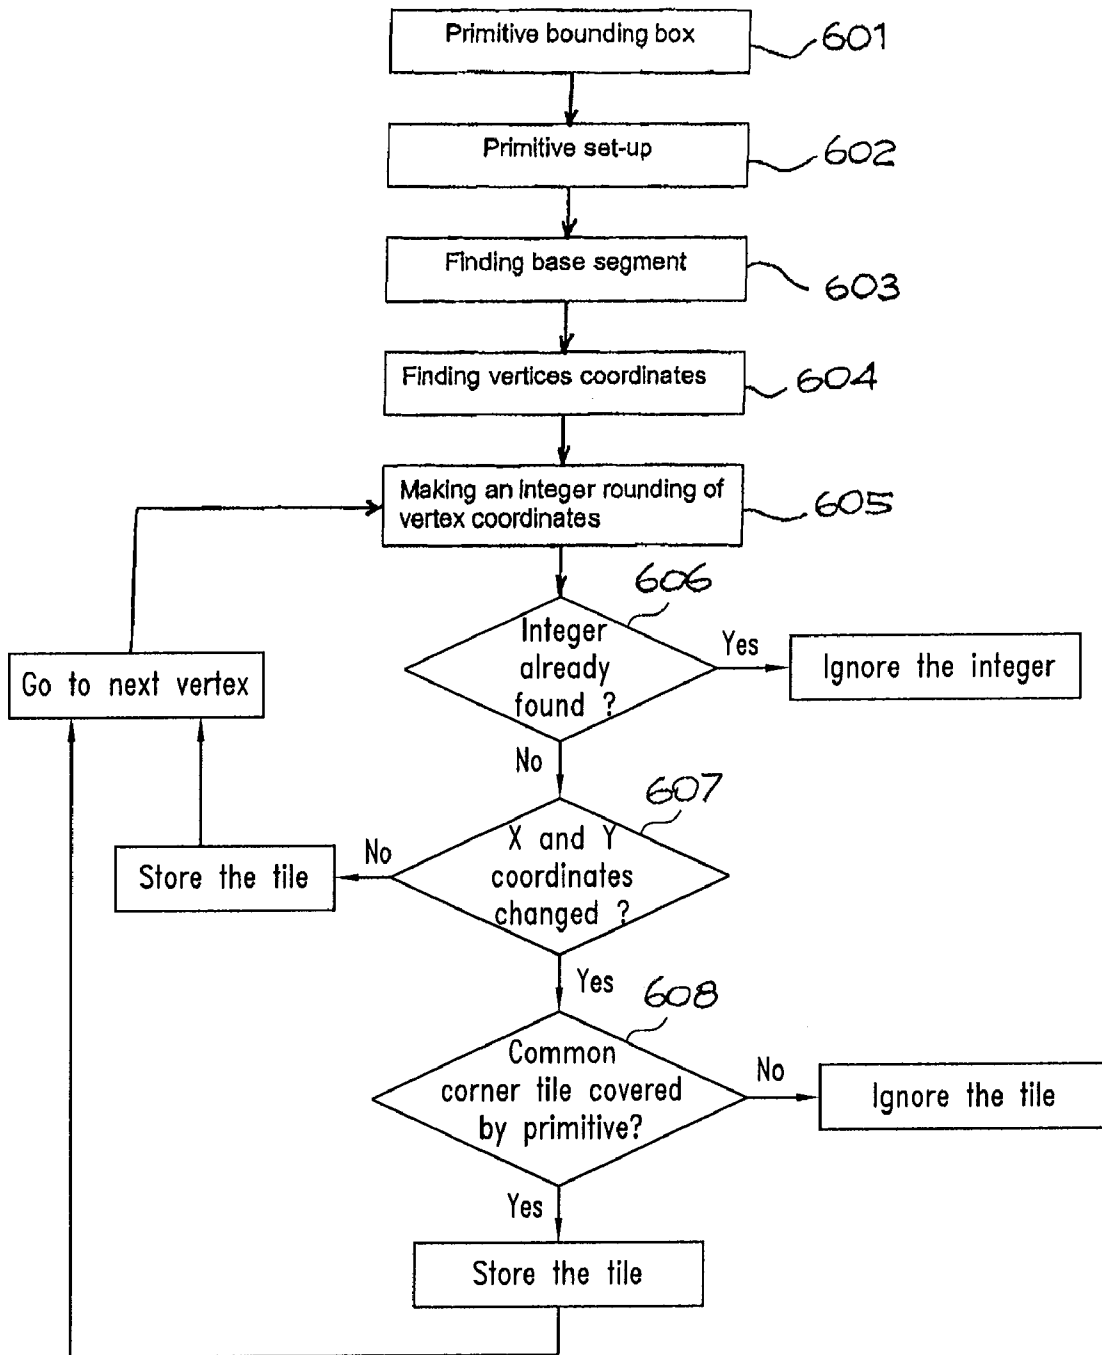 Primitive bounding box
601
Primitive set-up
602
Finding base segment
603
Finding vertices coordinates
604
Making an integer rounding of
vertex coordinates
605
606
Integer
already
found ?
Yes
Ignore the integer
Go to next vertex
No
607
X and Y
coordinates
changed ?
No
Store the tile
Yes
608
Common
corner tile covered
by primitive?
No
Ignore the tile
Yes
Store the tile